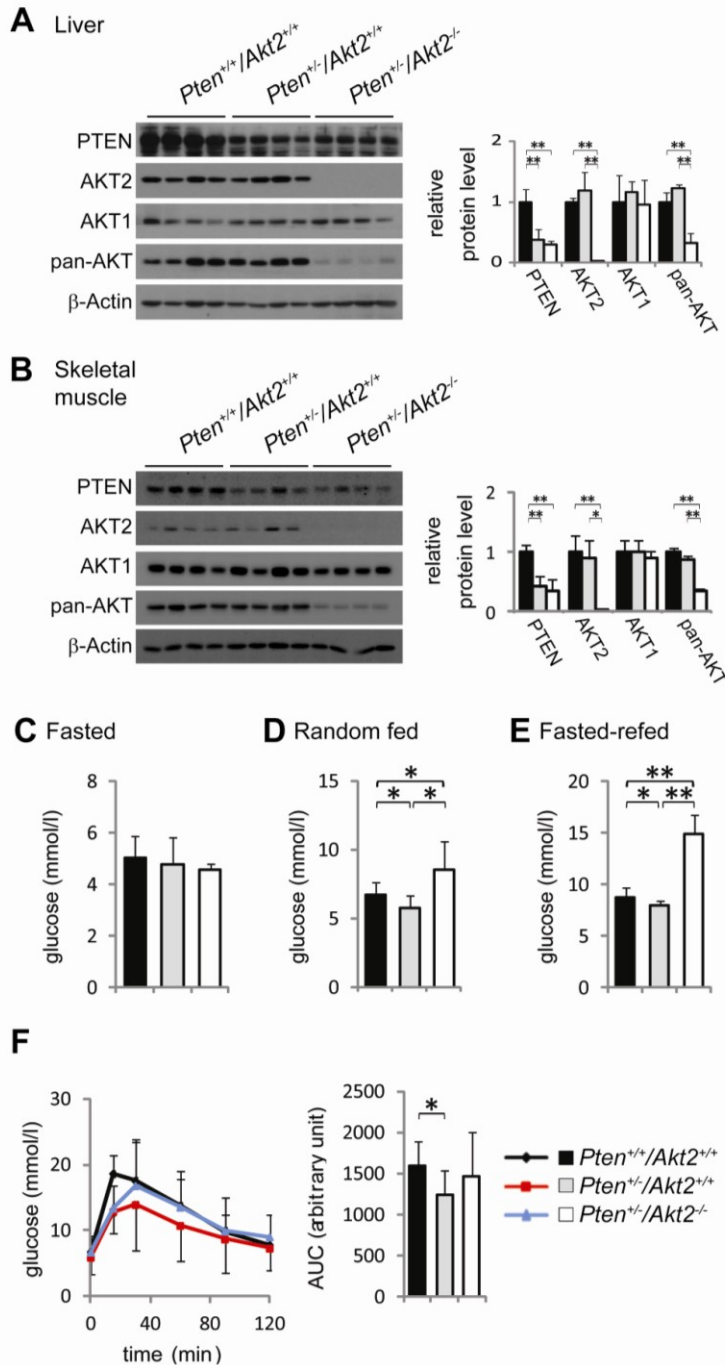 A Liver
Pten+/+/Akt2+/+
Pten+/-/Akt2+/+
Pten+/-/Akt2-/-
PTEN
AKT2
AKT1
pan-AKT
β-Actin
relative
protein level
2
1
0
** ** ** **
** ** **
PTEN
AKT2
AKT1
pan-AKT
B Skeletal
muscle
Pten+/+/Akt2+/+
Pten+/-/Akt2+/+
Pten+/-/Akt2-/-
PTEN
AKT2
AKT1
pan-AKT
β-Actin
relative
protein level
2
1
0
** ** **
** * **
PTEN
AKT2
AKT1
pan-AKT
C Fasted
glucose (mmol/l)
8
6
4
2
0
D Random fed
glucose (mmol/l)
15
10
5
0
*
* *
E Fasted-refed
glucose (mmol/l)
20
15
10
5
0
**
* **
F
glucose (mmol/l)
30
20
10
0
0 40 80 120
time (min)
AUC (arbitrary unit)
2500
2000
1500
1000
500
0
*
Pten+/+/Akt2+/+
Pten+/-/Akt2+/+
Pten+/-/Akt2-/-